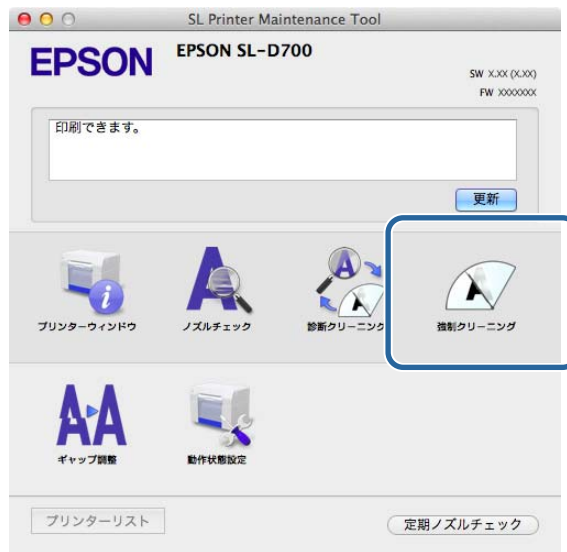 SL Printer Maintenance Tool
EPSON
EPSON SL-D700
SW X.XX (X.XX)
FW XXXXXXX
印刷できます。
更新
プリンターウィンドウ
ノズルチェック
診断クリーニング
強制クリーニング
ギャップ調整
動作状態設定
プリンターリスト
定期ノズルチェック